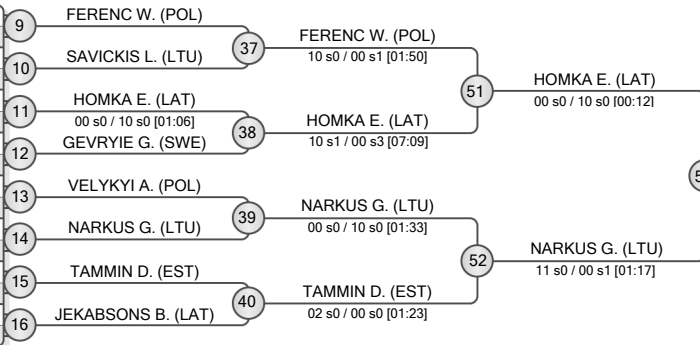 9
FERENC W. (POL)
10
SAVICKIS L. (LTU)
37
FERENC W. (POL)
10 s0 / 00 s1 [01:50]
11
HOMKA E. (LAT)
00 s0 / 10 s0 [01:06]
12
GEVRYIE G. (SWE)
38
HOMKA E. (LAT)
10 s1 / 00 s3 [07:09]
51
HOMKA E. (LAT)
00 s0 / 10 s0 [00:12]
13
VELYKYI A. (POL)
14
NARKUS G. (LTU)
39
NARKUS G. (LTU)
00 s0 / 10 s0 [01:33]
15
TAMMIN D. (EST)
16
JEKABSONS B. (LAT)
40
TAMMIN D. (EST)
02 s0 / 00 s0 [01:23]
52
NARKUS G. (LTU)
11 s0 / 00 s1 [01:17]